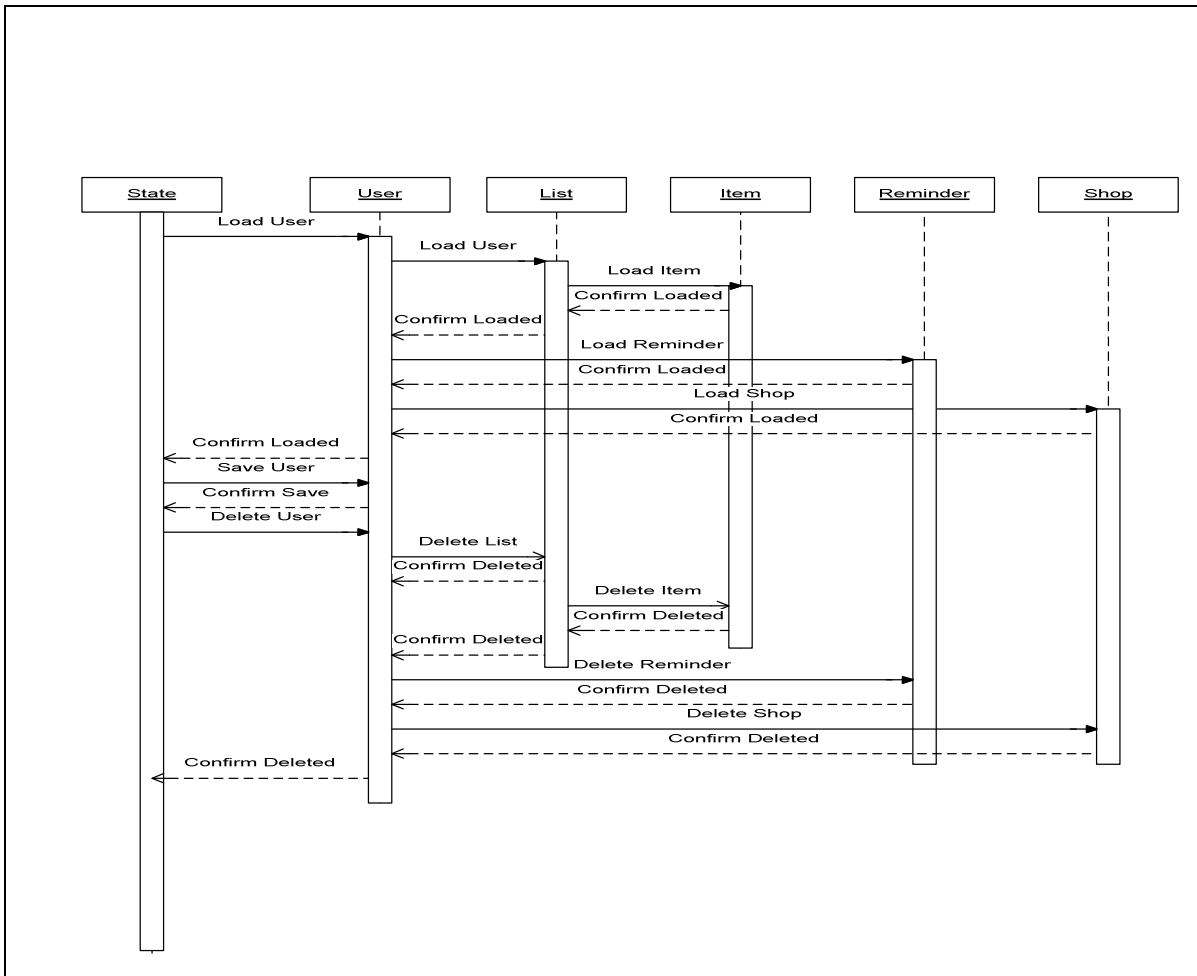 State
User
List
Item
Reminder
Shop
Load User
Load User
Load Item
Confirm Loaded
Confirm Loaded
Load Reminder
Confirm Loaded
Load Shop
Confirm Loaded
Confirm Loaded
Save User
Confirm Save
Delete User
Delete List
Confirm Deleted
Delete Item
Confirm Deleted
Confirm Deleted
Delete Reminder
Confirm Deleted
Delete Shop
Confirm Deleted
Confirm Deleted